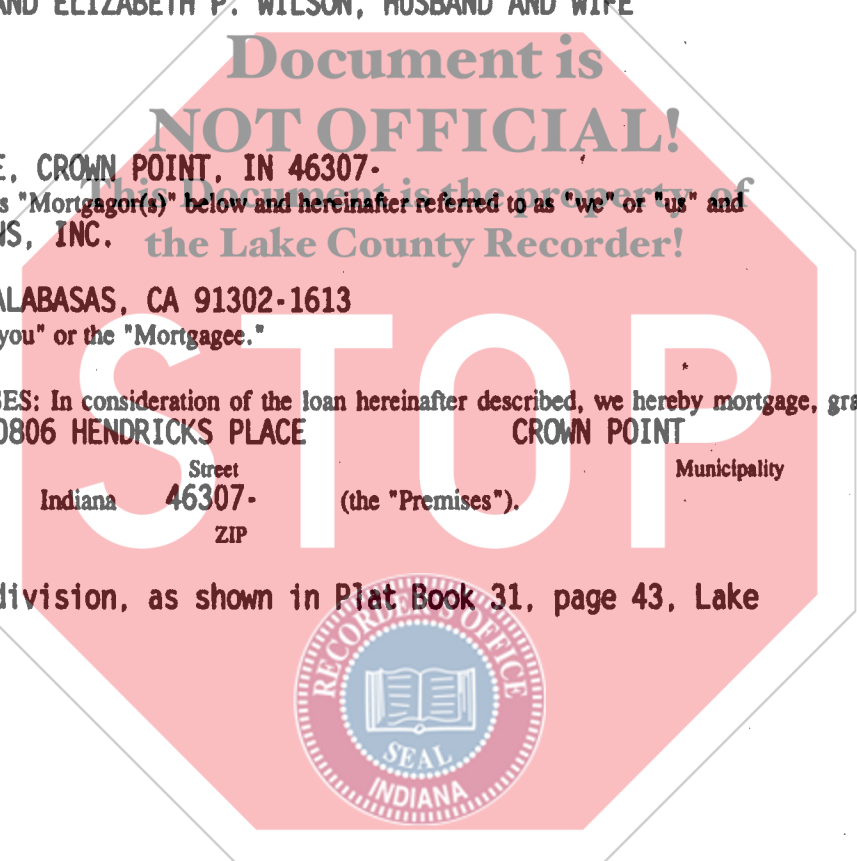 AND ELIZABETH P. WILSON, HUSBAND AND WIFE
Document is
NOT OFFICIAL!
E, CROWN POINT, IN 46307-
This Document is the property of
s "Mortgagor(s)" below and hereinafter referred to as "we" or "us" and
NS, INC.
the Lake County Recorder!
ALABASAS, CA 91302-1613
you" or the "Mortgagee."
STOP
SES: In consideration of the loan hereinafter described, we hereby mortgage, gra
0806 HENDRICKS PLACE CROWN POINT
Street Municipality
Indiana 46307- (the "Premises").
ZIP
division, as shown in Plat Book 31, page 43, Lake
RECORDER'S OFFICE
SEAL
INDIANA